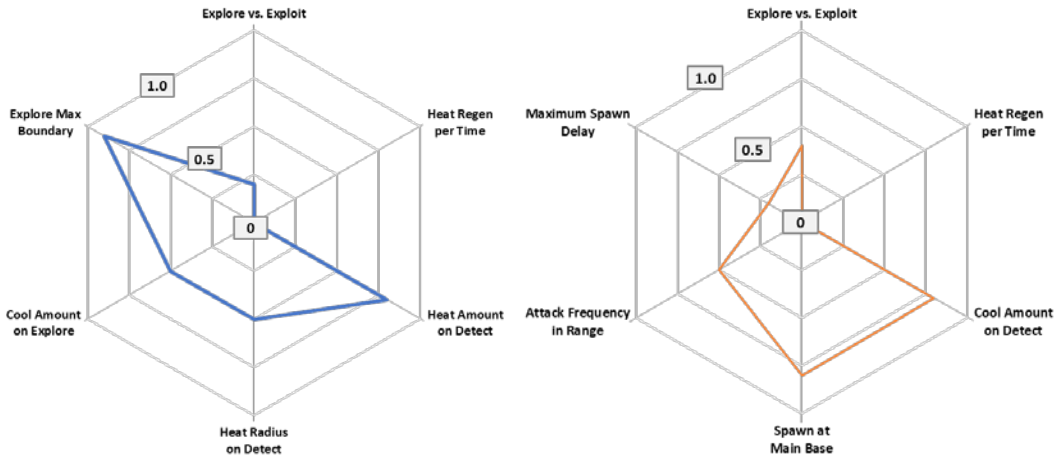 Explore vs. Exploit
1.0
Explore Max
Boundary
Heat Regen
per Time
0.5
0
Cool Amount
on Explore
Heat Amount
on Detect
Heat Radius
on Detect
Explore vs. Exploit
1.0
Maximum Spawn
Delay
Heat Regen
per Time
0.5
0
Attack Frequency
in Range
Cool Amount
on Detect
Spawn at
Main Base